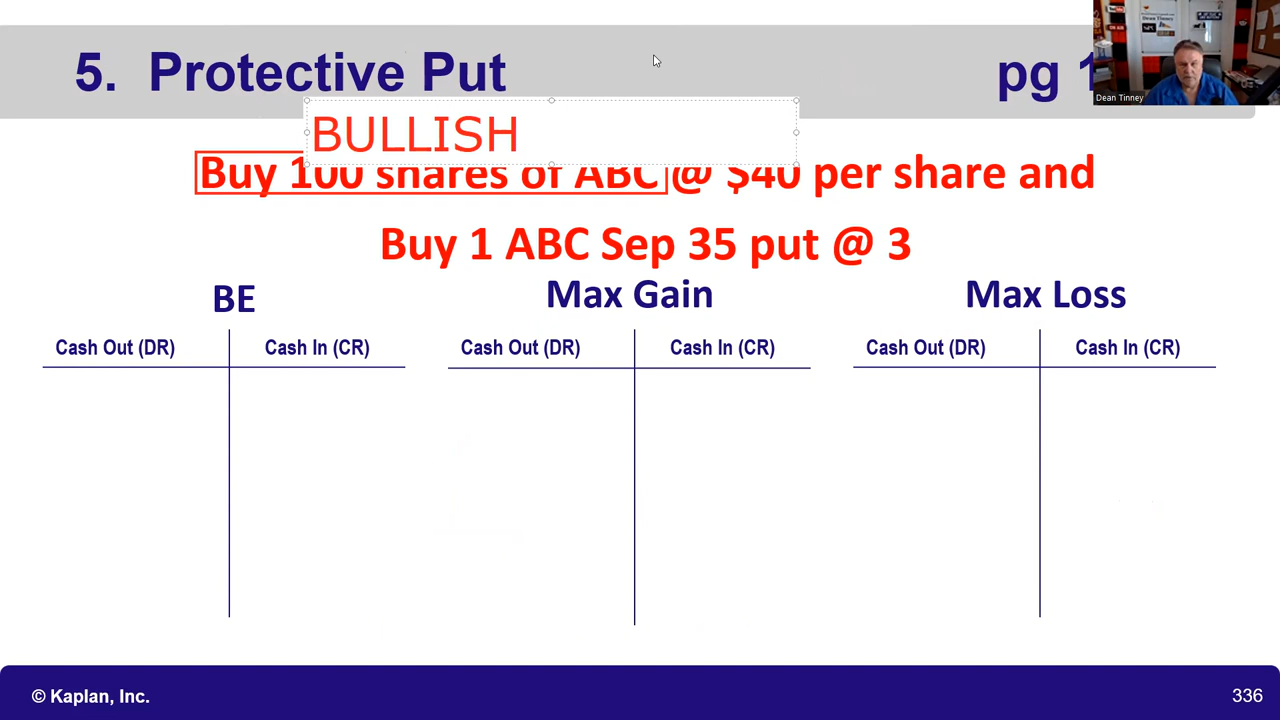 5. Protective Put
pg 1
Dean Tinney
BULLISH
Buy 100 shares of ABC @ $40 per share and
Buy 1 ABC Sep 35 put @ 3
BE
Max Gain
Max Loss
Cash Out (DR) Cash In (CR)
Cash Out (DR) Cash In (CR)
Cash Out (DR) Cash In (CR)
© Kaplan, Inc.
336